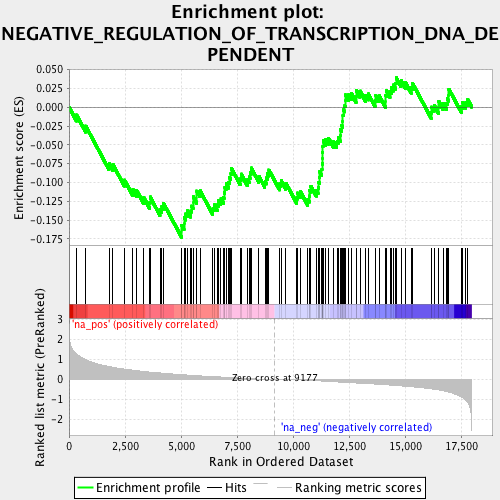 Enrichment plot:
NEGATIVE_REGULATION_OF_TRANSCRIPTION_DNA_DE
PENDENT
Enrichment score (ES)
0.050
0.025
0.000
-0.025
-0.050
-0.075
-0.100
-0.125
-0.150
-0.175
'na_pos' (positively correlated)
Ranked list metric (PreRanked)
3
2
1
0
-1
-2
Zero cross at 9177
'na_neg' (negatively correlated)
0
2,500
5,000
7,500
10,000
12,500
15,000
17,500
Rank in Ordered Dataset
Enrichment profile
Hits
Ranking metric scores